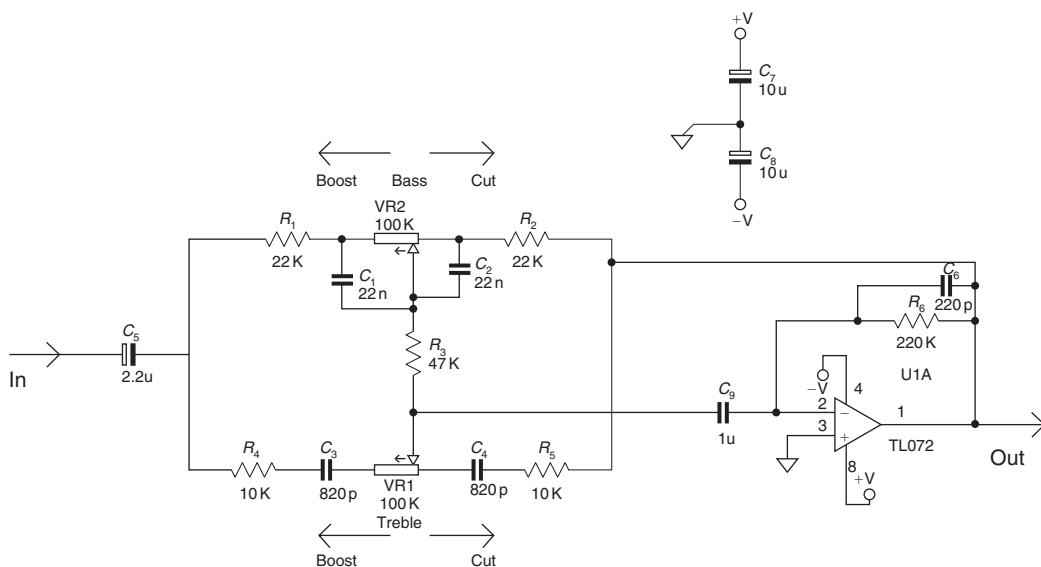 +V
C7
10u
C8
10u
−V
Boost Bass Cut
VR2
100K
R1
22K
R2
22K
C1
22n
C2
22n
R3
47K
C5
2.2u
In
C6
220p
R6
220K
U1A
−V
4
C9
1u
2
3
1
−
+
TL072
8
+V
Out
R4
10K
C3
820p
VR1
100K
Treble
C4
820p
R5
10K
Boost Cut